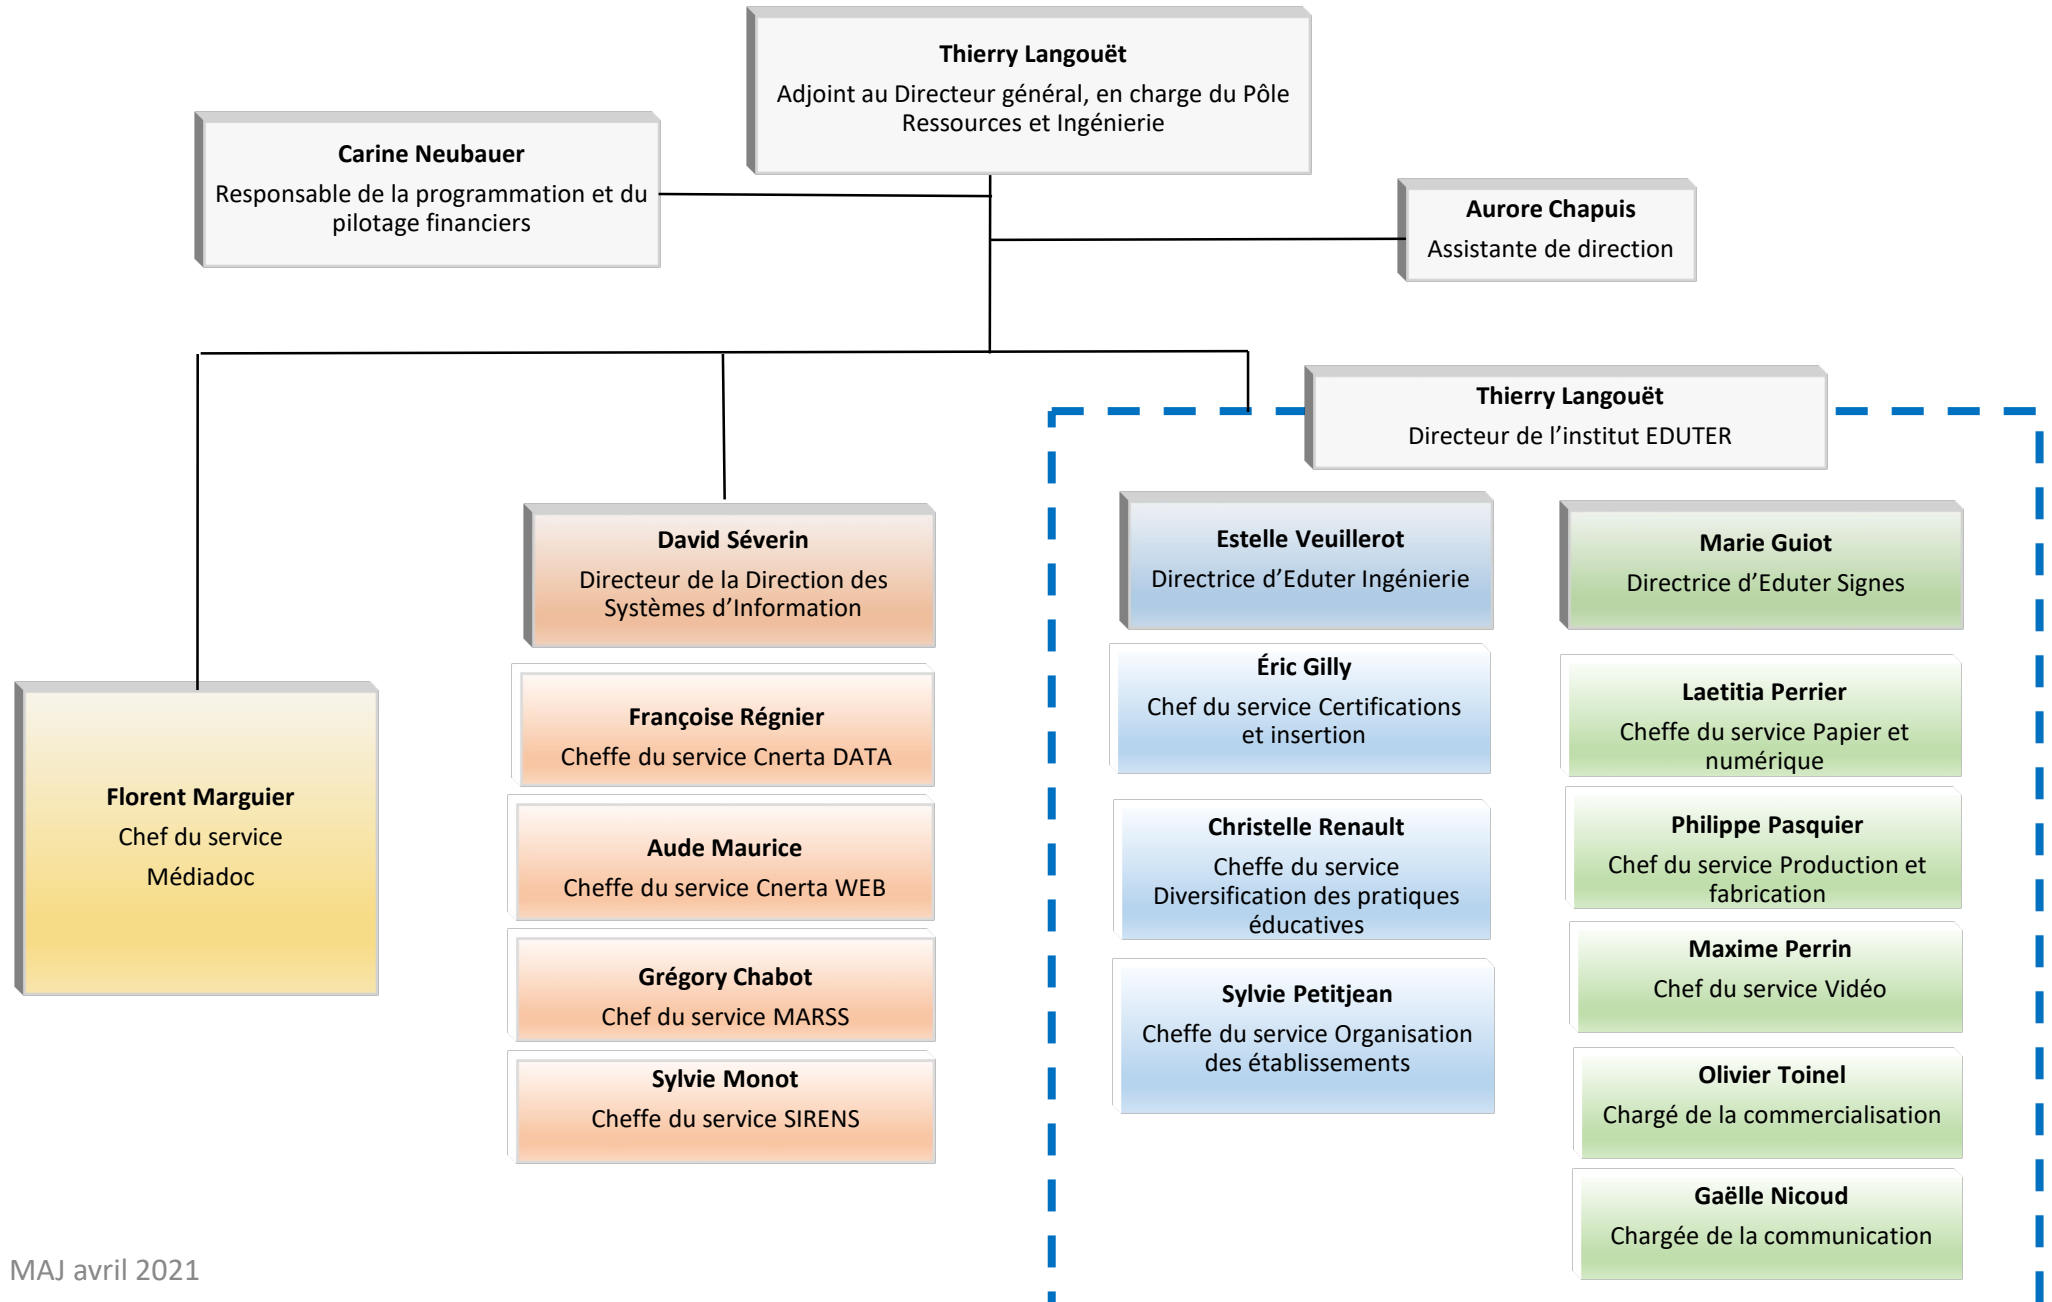 Thierry Langouët
Adjoint au Directeur général, en charge du Pôle
Ressources et Ingénierie
Carine Neubauer
Responsable de la programmation et du
pilotage financiers
Aurore Chapuis
Assistante de direction
Thierry Langouët
Directeur de l’institut EDUTER
Florent Marguier
Chef du service
Médiadoc
David Séverin
Directeur de la Direction des
Systèmes d’Information
Françoise Régnier
Cheffe du service Cnerta DATA
Aude Maurice
Cheffe du service Cnerta WEB
Grégory Chabot
Chef du service MARSS
Sylvie Monot
Cheffe du service SIRENS
Estelle Veuillerot
Directrice d’Eduter Ingénierie
Éric Gilly
Chef du service Certifications
et insertion
Christelle Renault
Cheffe du service
Diversification des pratiques
éducatives
Sylvie Petitjean
Cheffe du service Organisation
des établissements
Marie Guiot
Directrice d’Eduter Signes
Laetitia Perrier
Cheffe du service Papier et
numérique
Philippe Pasquier
Chef du service Production et
fabrication
Maxime Perrin
Chef du service Vidéo
Olivier Toinel
Chargé de la commercialisation
Gaëlle Nicoud
Chargée de la communication
MAJ avril 2021